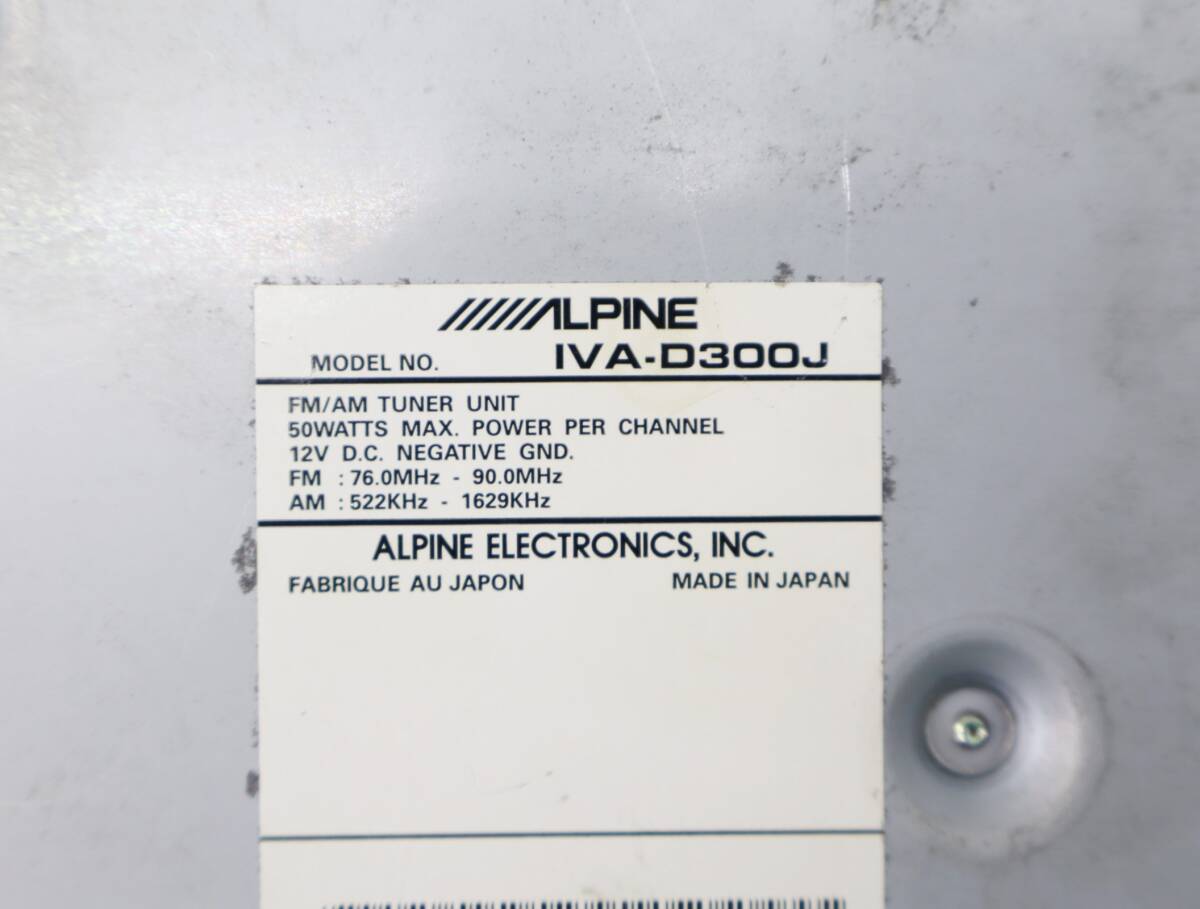 ALPINE
MODEL NO. IVA-D300J
FM/AM TUNER UNIT
50WATTS MAX. POWER PER CHANNEL
12V D.C. NEGATIVE GND.
FM : 76.0MHz - 90.0MHz
AM : 522KHz - 1629KHz
ALPINE ELECTRONICS, INC.
FABRIQUE AU JAPON MADE IN JAPAN